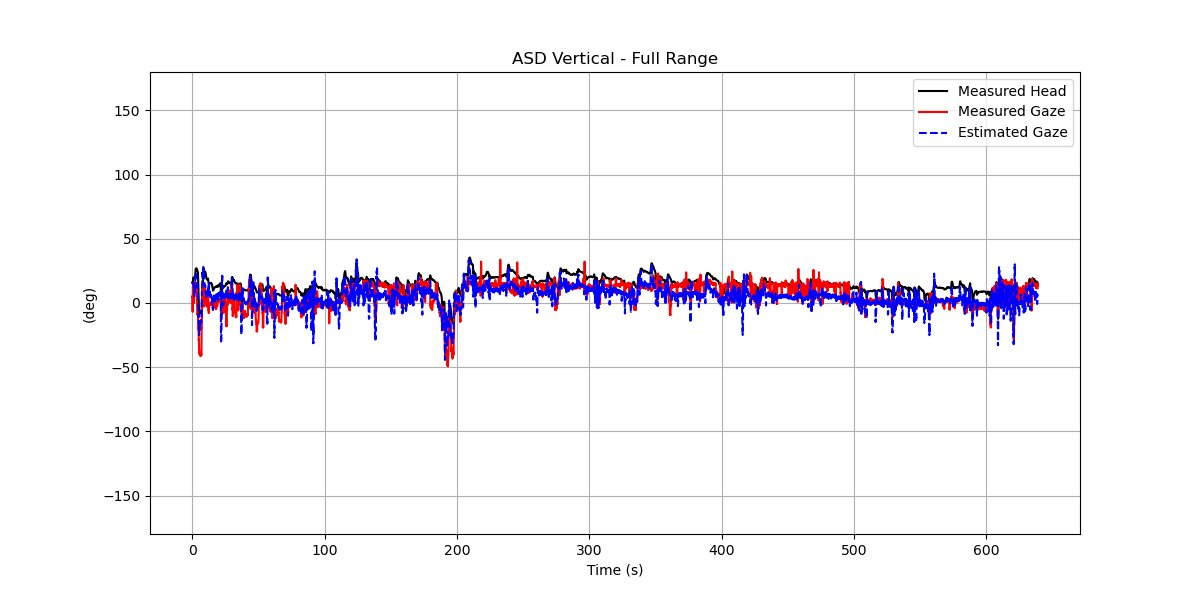 ASD Vertical - Full Range
Measured Head
Measured Gaze
Estimated Gaze
150
100
50
0
−50
−100
−150
(deg)
0 100 200 300 400 500 600
Time (s)